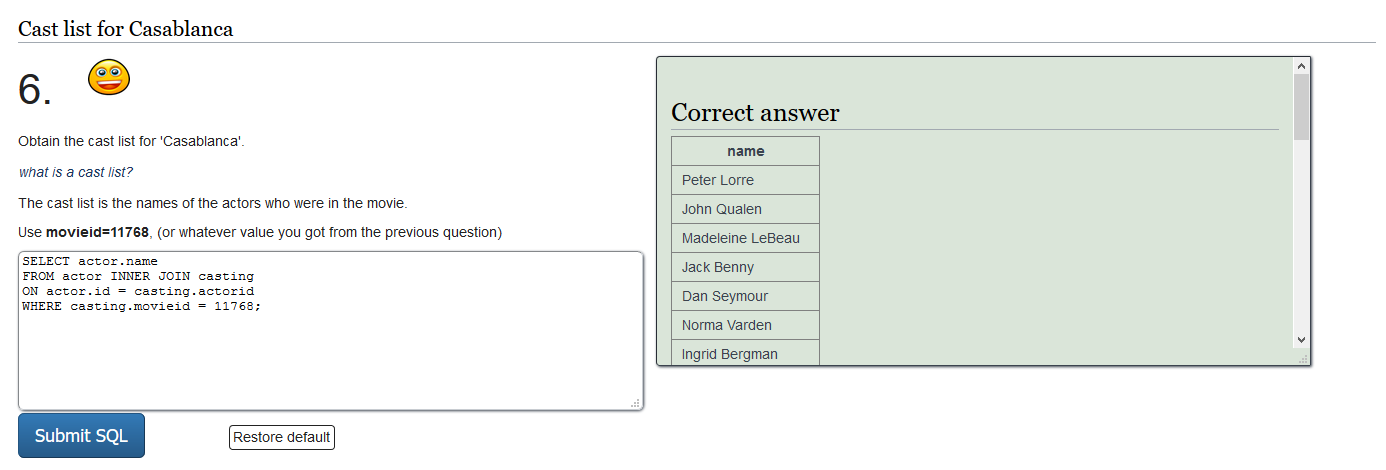 Cast list for Casablanca
6.
Obtain the cast list for 'Casablanca'.
what is a cast list?
The cast list is the names of the actors who were in the movie.
Use movieid=11768, (or whatever value you got from the previous question)
SELECT actor.name
FROM actor INNER JOIN casting
ON actor.id = casting.actorid
WHERE casting.movieid = 11768;
Submit SQL
Restore default
Correct answer
name
Peter Lorre
John Qualen
Madeleine LeBeau
Jack Benny
Dan Seymour
Norma Varden
Ingrid Bergman